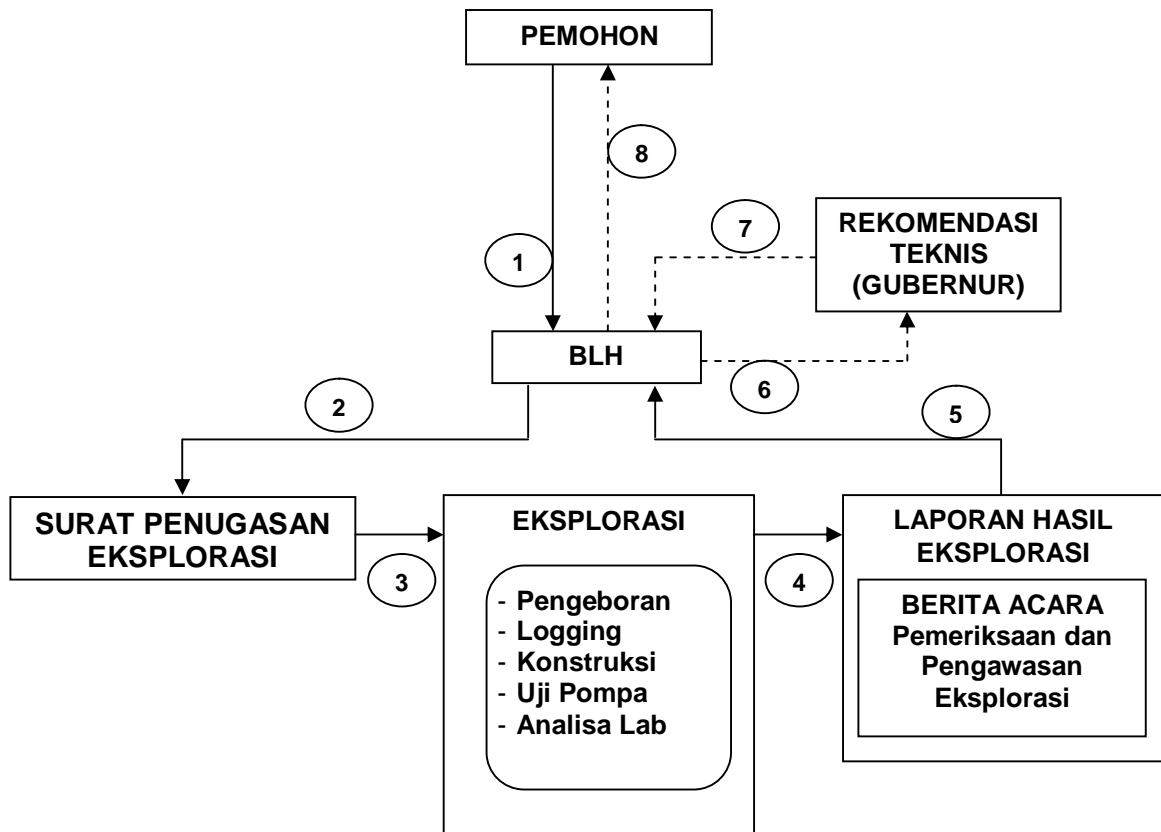 PEMOHON
8
7
REKOMENDASI
TEKNIS
(GUBERNUR)
1
BLH
6
2
5
SURAT PENUGASAN
EKSPLORASI
3
EKSPLORASI
- Pengeboran
- Logging
- Konstruksi
- Uji Pompa
- Analisa Lab
4
LAPORAN HASIL
EKSPLORASI
BERITA ACARA
Pemeriksaan dan
Pengawasan
Eksplorasi